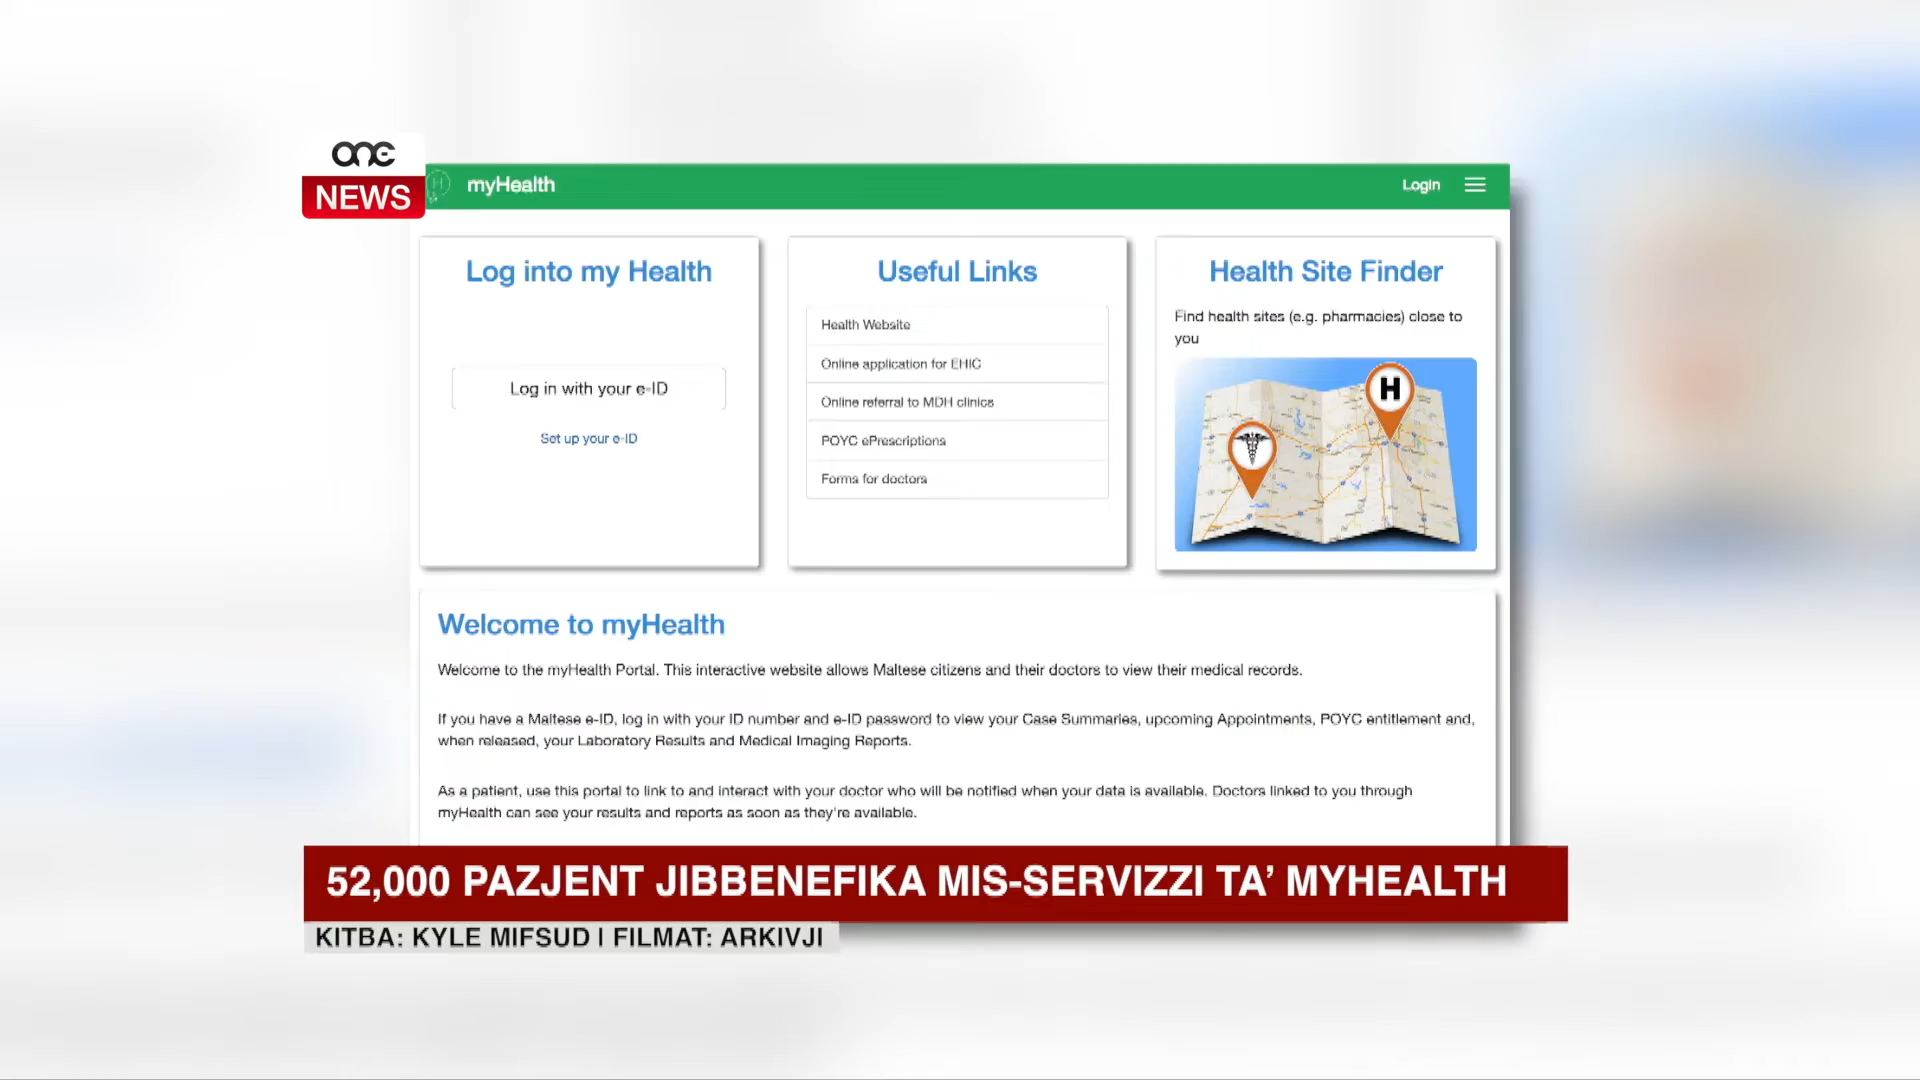 one
NEWS
myHealth
Login
Log into my Health
Log in with your e-ID
Set up your e-ID
Useful Links
Health Website
Online application for EHIC
Online referral to MDH clinics
POYC ePrescriptions
Forms for doctors
Health Site Finder
Find health sites (e.g. pharmacies) close to
you
H
Welcome to myHealth
Welcome to the myHealth Portal. This interactive website allows Maltese citizens and their doctors to view their medical records.
If you have a Maltese e-ID, log in with your ID number and e-ID password to view your Case Summaries, upcoming Appointments, POYC entitlement and,
when released, your Laboratory Results and Medical Imaging Reports.
As a patient, use this portal to link to and interact with your doctor who will be notified when your data is available. Doctors linked to you through
myHealth can see your results and reports as soon as they're available.
52,000 PAZJENT JIBBENEFIKA MIS-SERVIZZI TA' MYHEALTH
KITBA: KYLE MIFSUD | FILMAT: ARKIVJI